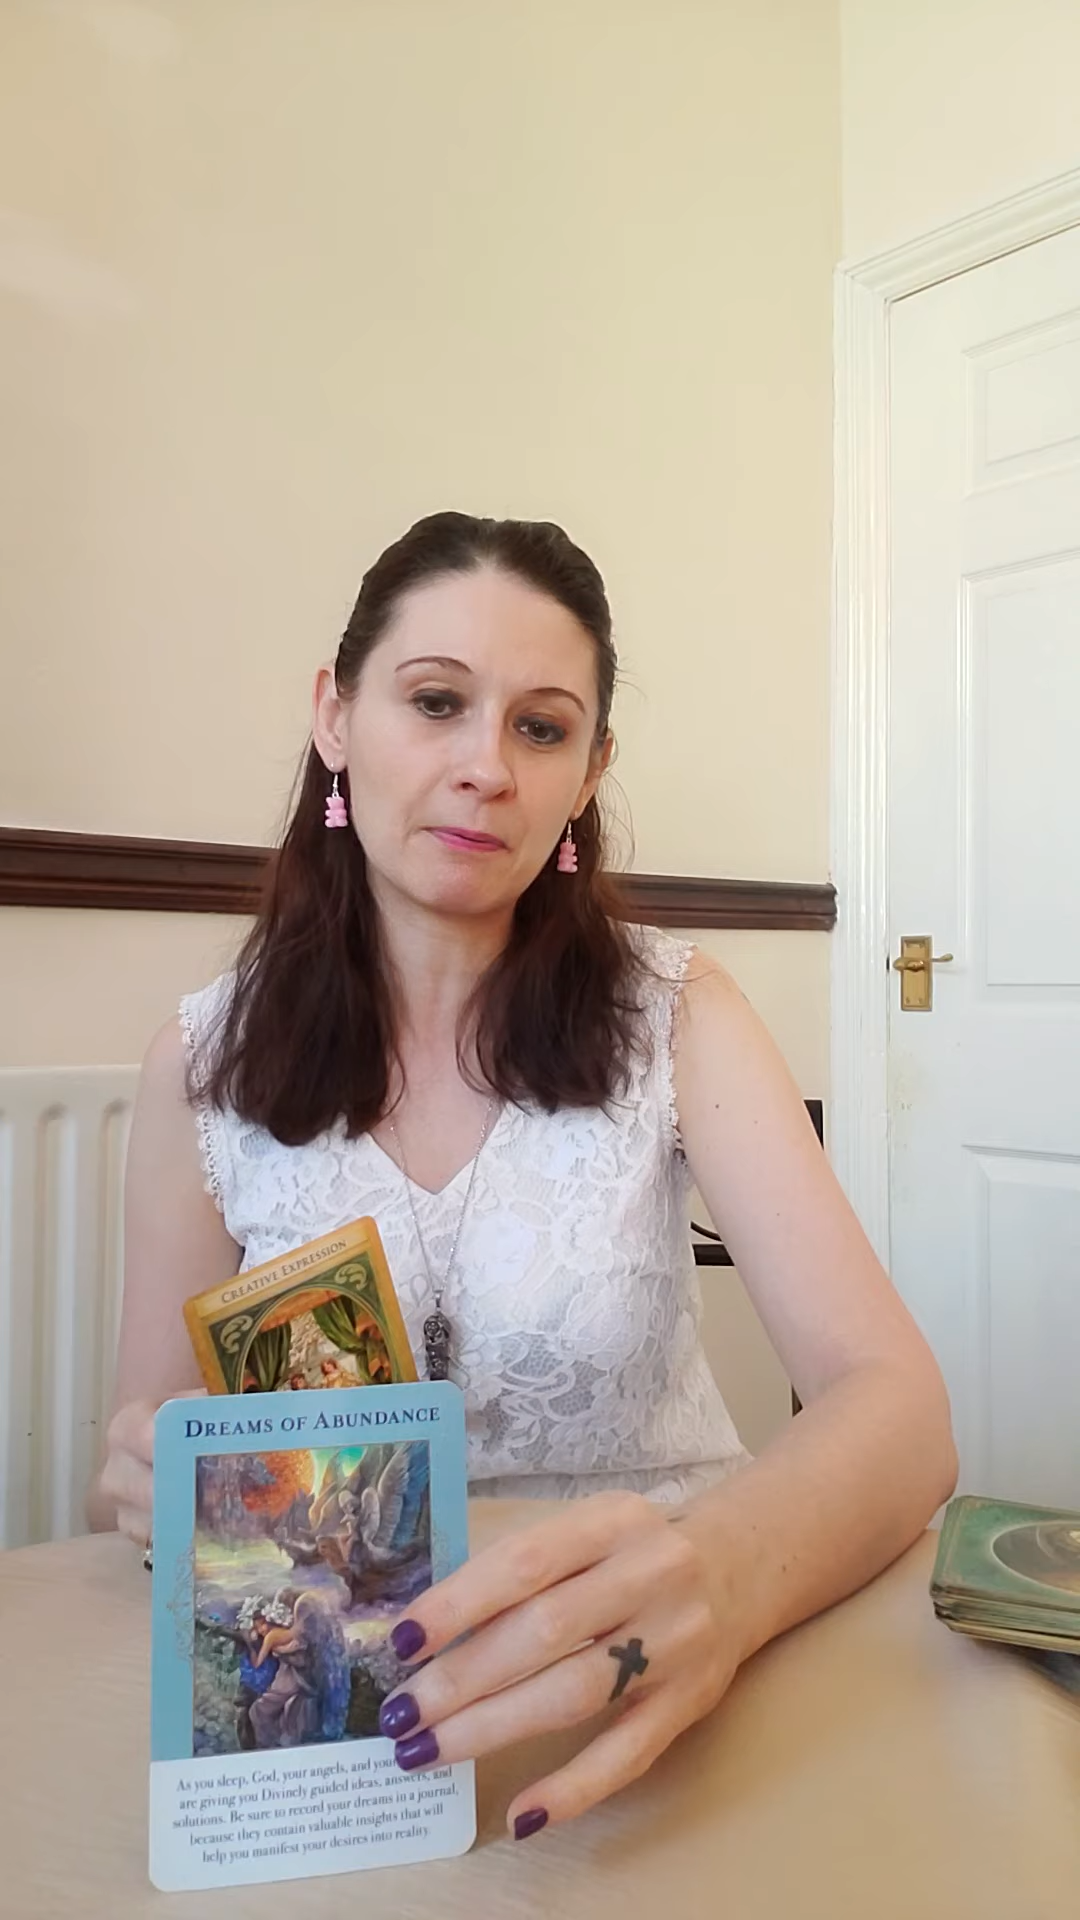 CREATIVE EXPRESSION
DREAMS OF ABUNDANCE
As you sleep, God, your angels, and your
are giving you Divinely guided ideas, answers, and
solutions. Be sure to record your dreams in a journal,
because they contain valuable insights that will
help you manifest your desires into reality.